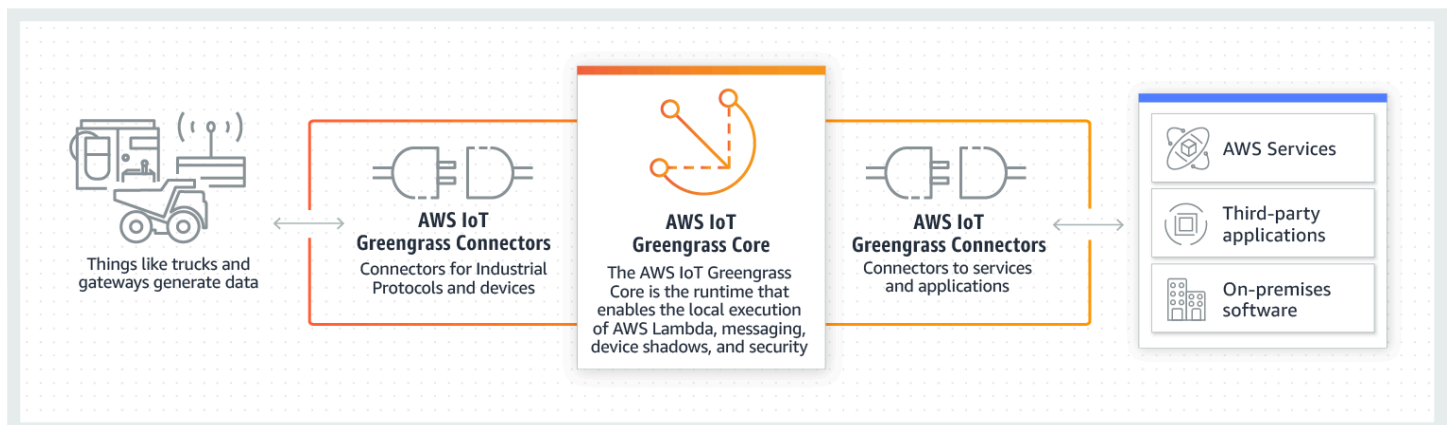 Things like trucks and
gateways generate data
AWS IoT
Greengrass Connectors
Connectors for Industrial
Protocols and devices
AWS IoT
Greengrass Core
The AWS IoT Greengrass
Core is the runtime that
enables the local execution
of AWS Lambda, messaging,
device shadows, and security
AWS IoT
Greengrass Connectors
Connectors to services
and applications
AWS Services
Third-party
applications
On-premises
software